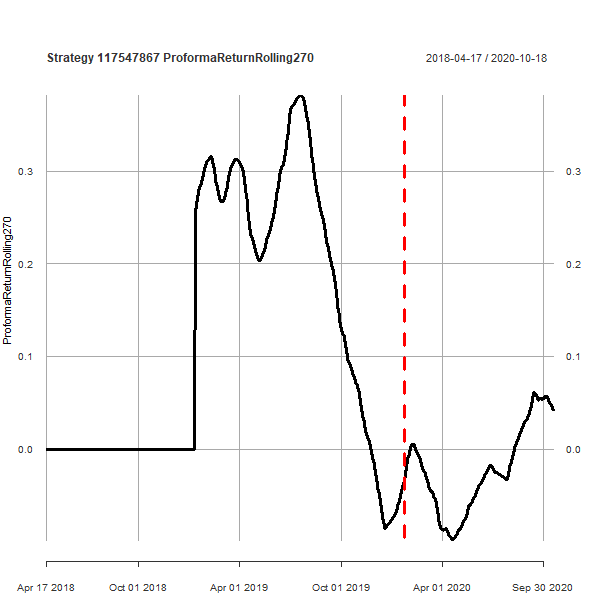 Strategy 117547867 ProformaReturnRolling270
2018-04-17 / 2020-10-18
ProformaReturnRolling270
0.3 0.3
0.2 0.2
0.1 0.1
0.0 0.0
Apr 17 2018 Oct 01 2018 Apr 01 2019 Oct 01 2019 Apr 01 2020 Sep 30 2020